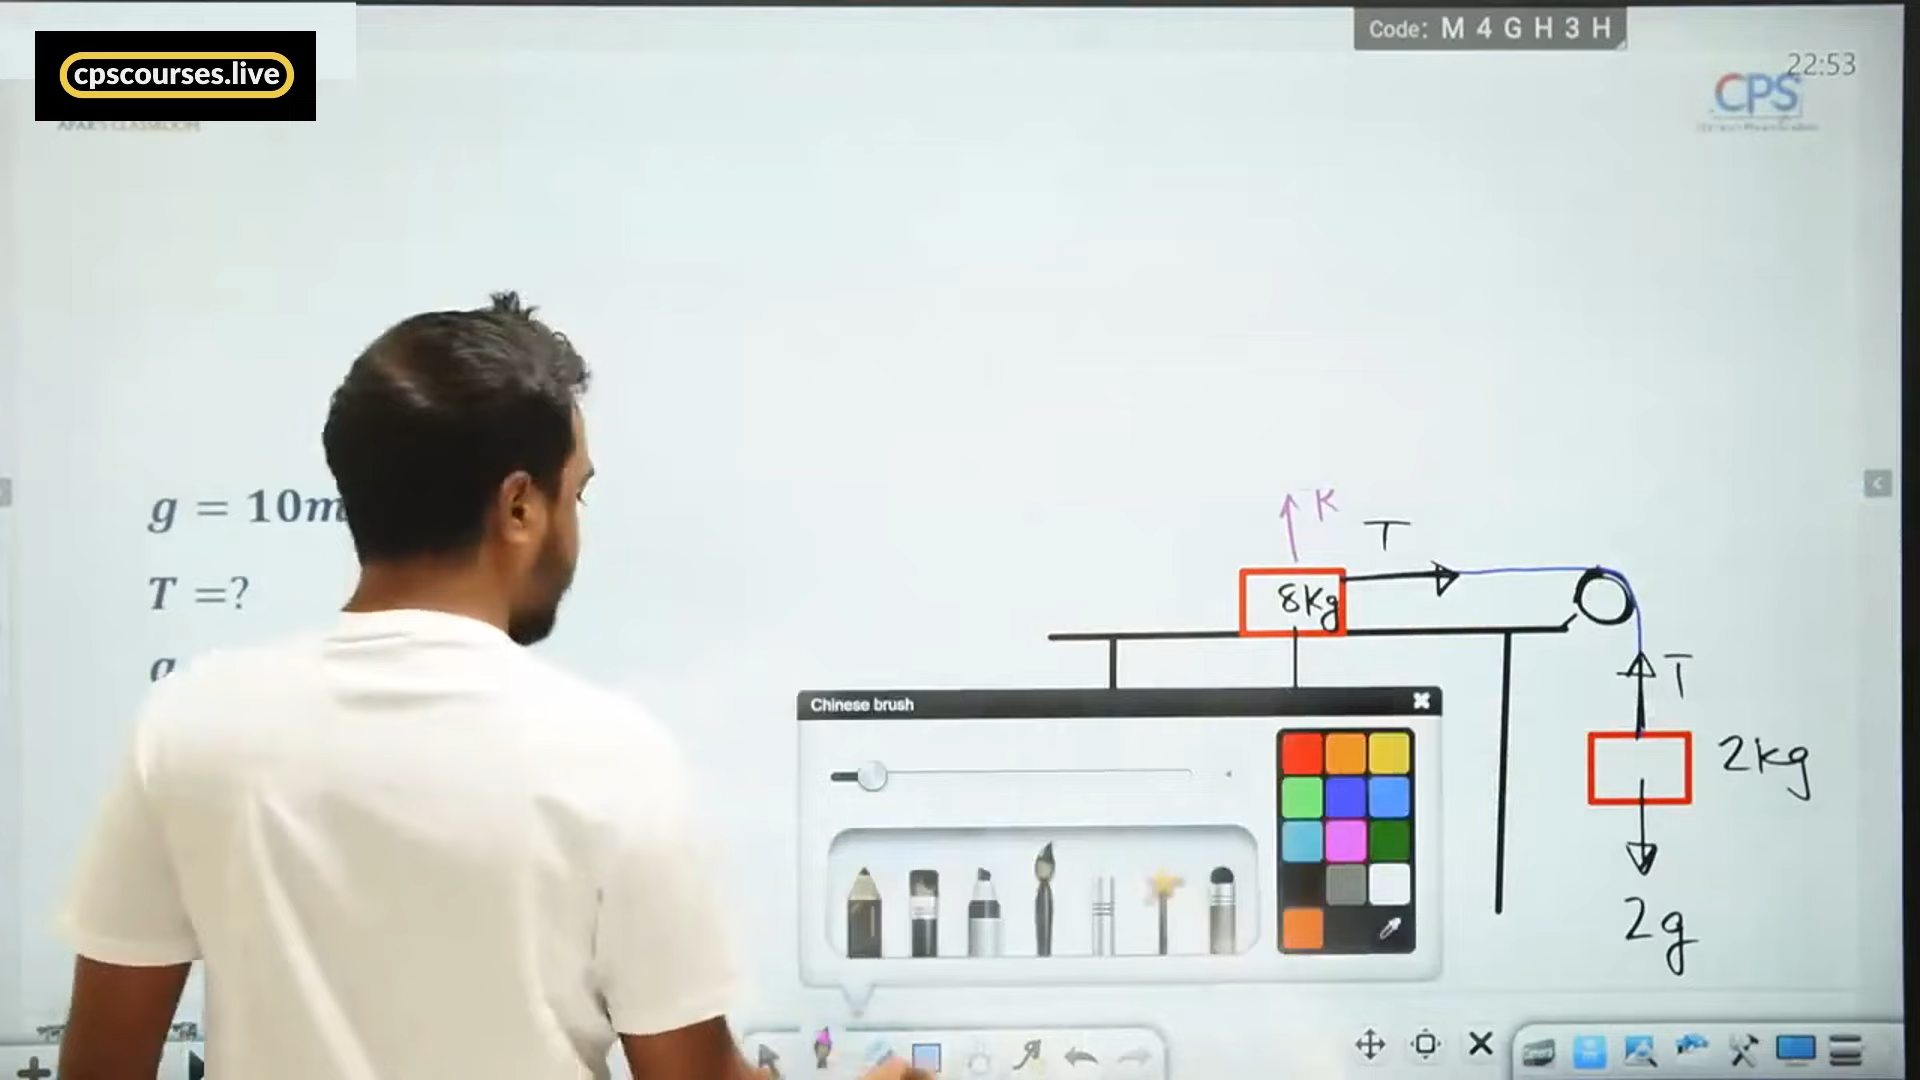 cpscourses.live
Code: M 4 G H 3 H
22:53
CPS
g = 10m
T =?
a
R
T
8Kg
T
2kg
2g
Chinese brush